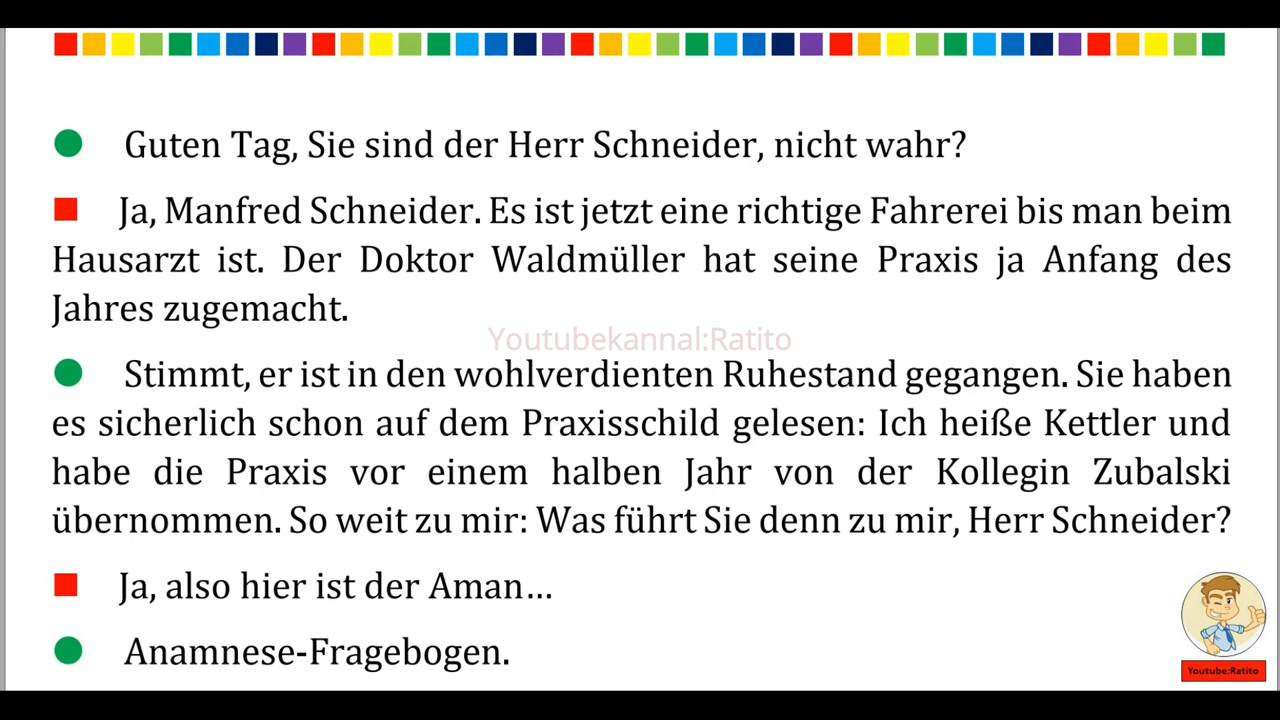 Guten Tag, Sie sind der Herr Schneider, nicht wahr?
Ja, Manfred Schneider. Es ist jetzt eine richtige Fahrerei bis man beim
Hausarzt ist. Der Doktor Waldmüller hat seine Praxis ja Anfang des
Jahres zugemacht.
Youtubekannal:Ratito
Stimmt, er ist in den wohlverdienten Ruhestand gegangen. Sie haben
es sicherlich schon auf dem Praxisschild gelesen: Ich heiße Kettler und
habe die Praxis vor einem halben Jahr von der Kollegin Zubalski
übernommen. So weit zu mir: Was führt Sie denn zu mir, Herr Schneider?
Ja, also hier ist der Aman...
Anamnese-Fragebogen.
Youtube:Ratito